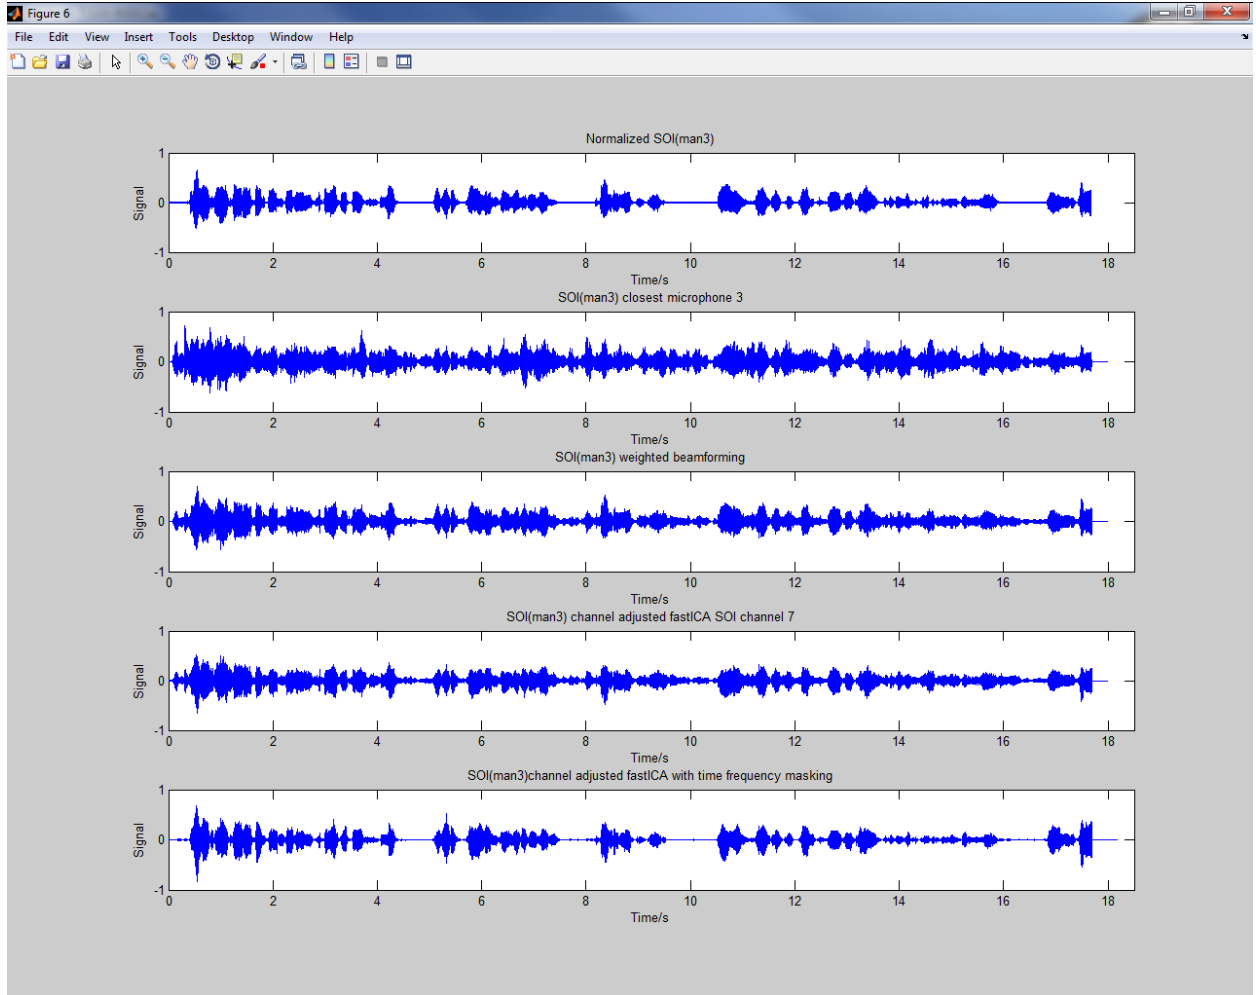 Figure 6
File Edit View Insert Tools Desktop Window Help
Normalized SOI(man3)
1
0
-1
Signal
0 2 4 6 8 10 12 14 16 18
Time/s
SOI(man3) closest microphone 3
1
0
-1
Signal
0 2 4 6 8 10 12 14 16 18
Time/s
SOI(man3) weighted beamforming
1
0
-1
Signal
0 2 4 6 8 10 12 14 16 18
Time/s
SOI(man3) channel adjusted fastICA SOI channel 7
1
0
-1
Signal
0 2 4 6 8 10 12 14 16 18
Time/s
SOI(man3)channel adjusted fastICA with time frequency masking
1
0
-1
Signal
0 2 4 6 8 10 12 14 16 18
Time/s